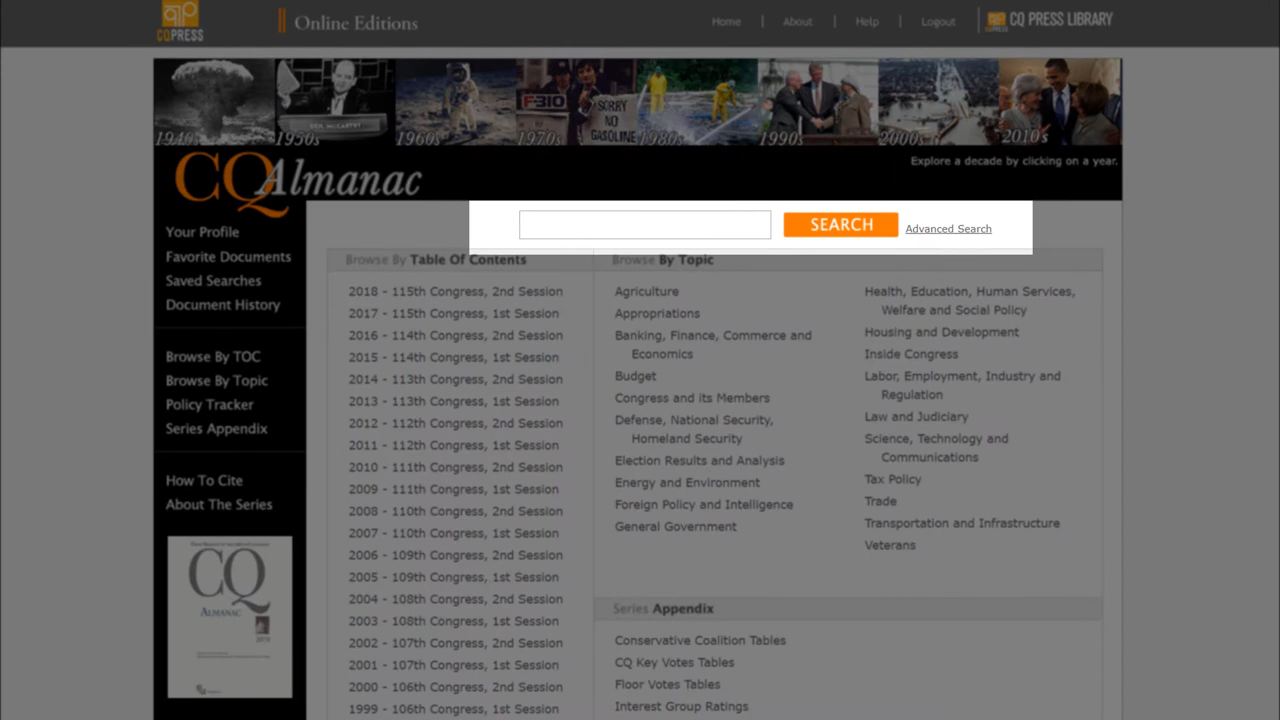 CQPRESS
Online Editions
Home | About | Help | Logout
CQ PRESS LIBRARY
SEN. McCARTHY
F-310
SORRY
NO
GASOLINE
1940s 1950s 1960s 1970s 1980s 1990s 2000s 2010s
CQ Almanac
Explore a decade by clicking on a year.
SEARCH
Advanced Search
Your Profile
Favorite Documents
Saved Searches
Document History
Browse By TOC
Browse By Topic
Policy Tracker
Series Appendix
How To Cite
About The Series
CQ
ALMANAC
2018
Browse By Table Of Contents
2018 - 115th Congress, 2nd Session
2017 - 115th Congress, 1st Session
2016 - 114th Congress, 2nd Session
2015 - 114th Congress, 1st Session
2014 - 113th Congress, 2nd Session
2013 - 113th Congress, 1st Session
2012 - 112th Congress, 2nd Session
2011 - 112th Congress, 1st Session
2010 - 111th Congress, 2nd Session
2009 - 111th Congress, 1st Session
2008 - 110th Congress, 2nd Session
2007 - 110th Congress, 1st Session
2006 - 109th Congress, 2nd Session
2005 - 109th Congress, 1st Session
2004 - 108th Congress, 2nd Session
2003 - 108th Congress, 1st Session
2002 - 107th Congress, 2nd Session
2001 - 107th Congress, 1st Session
2000 - 106th Congress, 2nd Session
1999 - 106th Congress, 1st Session
Browse By Topic
Agriculture
Appropriations
Banking, Finance, Commerce and
Economics
Budget
Congress and its Members
Defense, National Security,
Homeland Security
Election Results and Analysis
Energy and Environment
Foreign Policy and Intelligence
General Government
Health, Education, Human Services,
Welfare and Social Policy
Housing and Development
Inside Congress
Labor, Employment, Industry and
Regulation
Law and Judiciary
Science, Technology and
Communications
Tax Policy
Trade
Transportation and Infrastructure
Veterans
Series Appendix
Conservative Coalition Tables
CQ Key Votes Tables
Floor Votes Tables
Interest Group Ratings